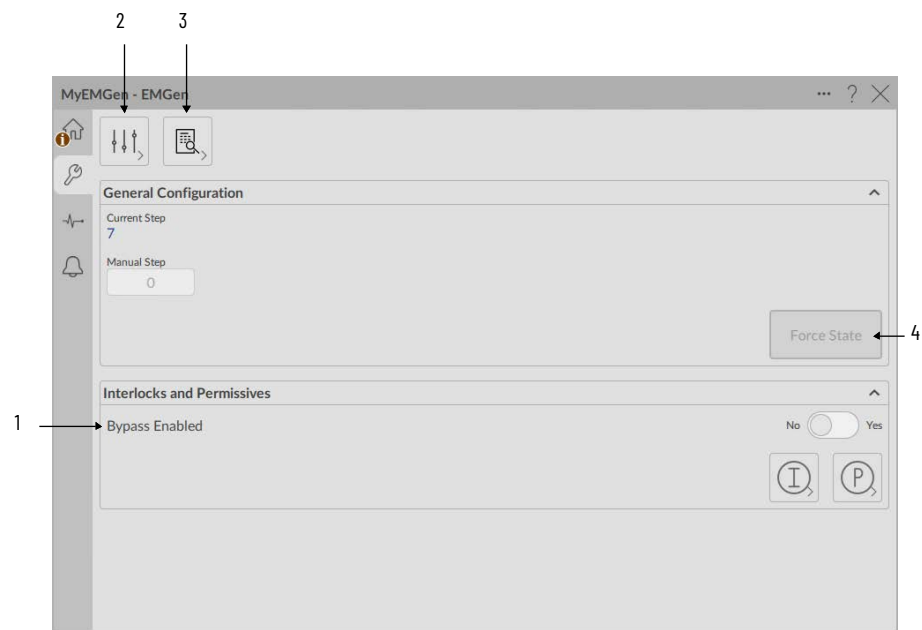 2 3
MyEMGen - EMGen ... ?
General Configuration
Current Step
7
Manual Step
0
Force State
4
Interlocks and Permissives
1
Bypass Enabled
No Yes
I P